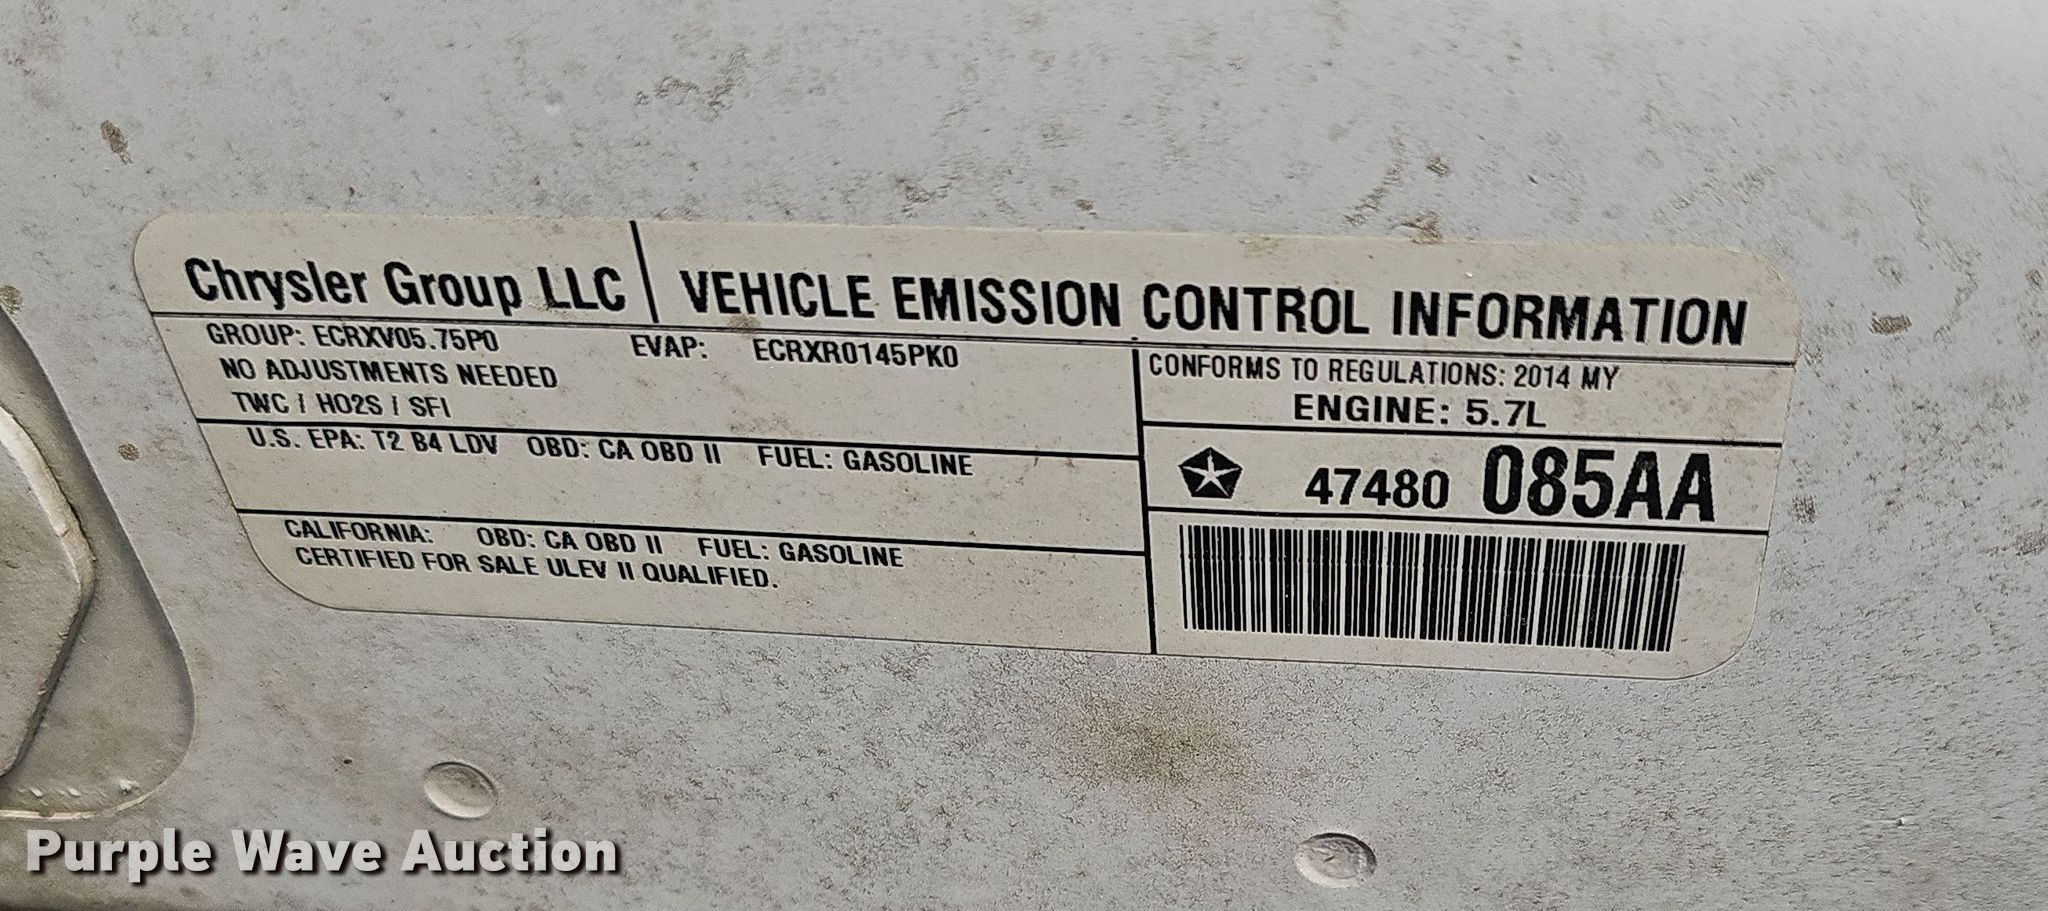 Chrysler Group LLC
VEHICLE EMISSION CONTROL INFORMATION
GROUP: ECRXV05.75P0 EVAP: ECRXR0145PK0
NO ADJUSTMENTS NEEDED
TWC / HO2S / SFI
CONFORMS TO REGULATIONS: 2014 MY
ENGINE: 5.7L
U.S. EPA: T2 B4 LDV OBD: CA OBD II FUEL: GASOLINE
47480 085AA
CALIFORNIA: OBD: CA OBD II FUEL: GASOLINE
CERTIFIED FOR SALE ULEV II QUALIFIED.
Purple Wave Auction